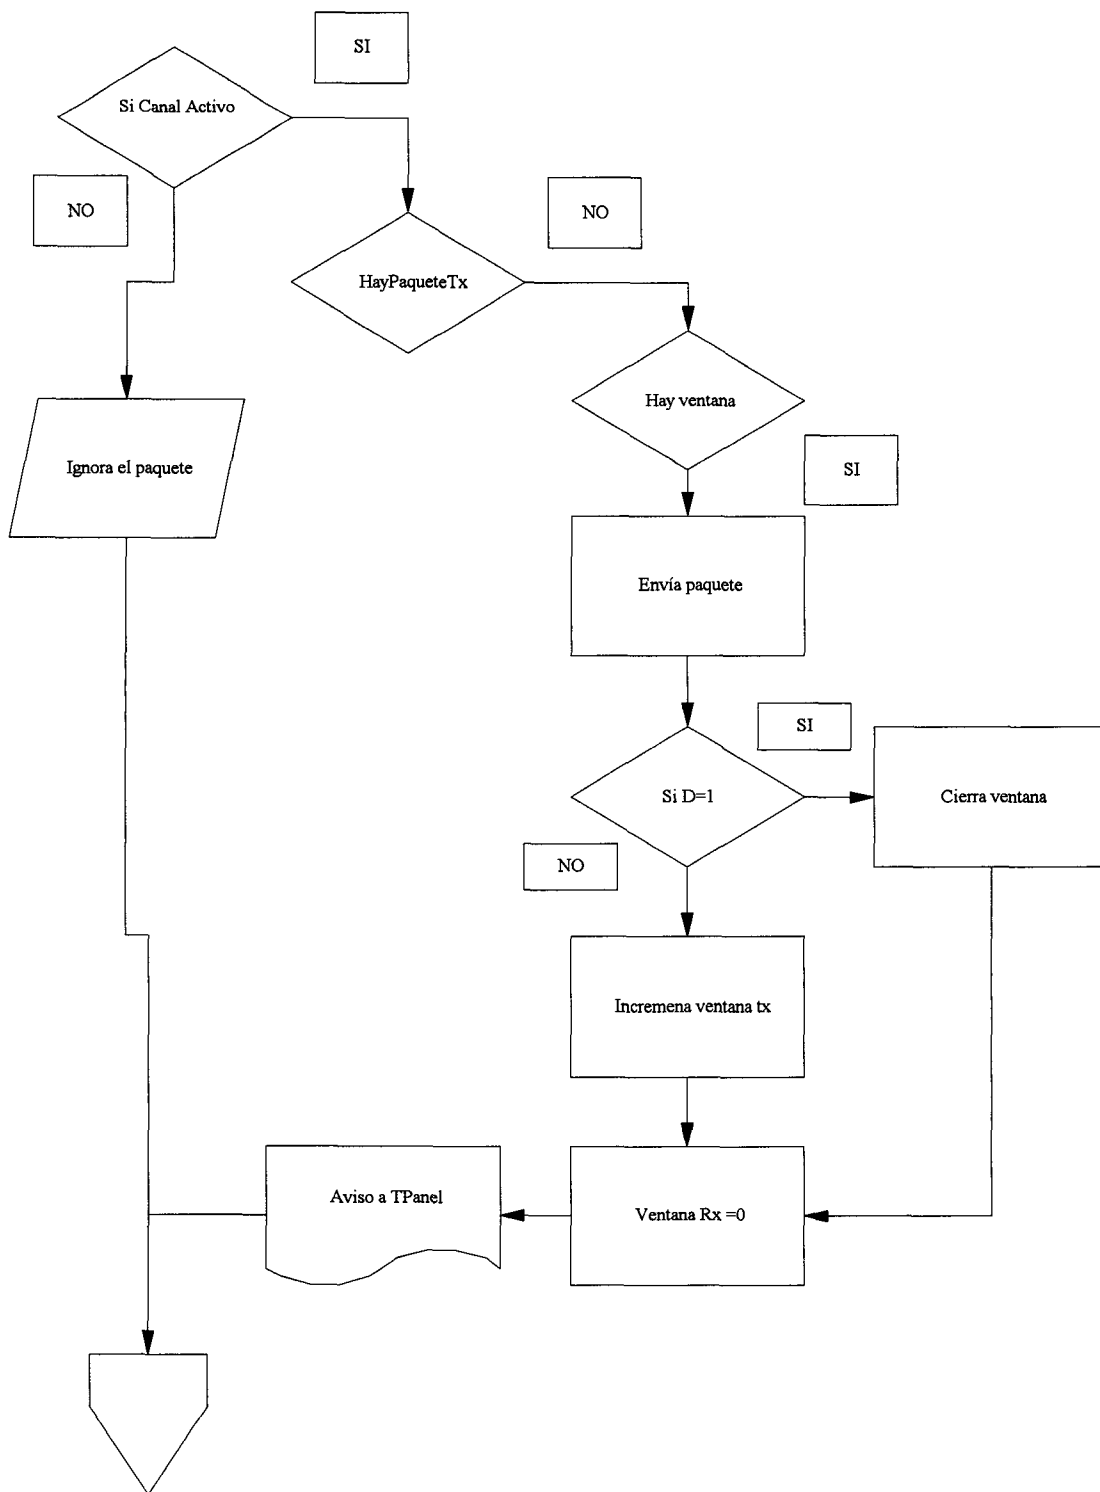 SI
Si Canal Activo
NO
NO
HayPaqueteTx
Hay ventana
SI
Ignora el paquete
Envía paquete
SI
Si D=1
Cierra ventana
NO
Incremena ventana tx
Aviso a TPanel
Ventana Rx =0